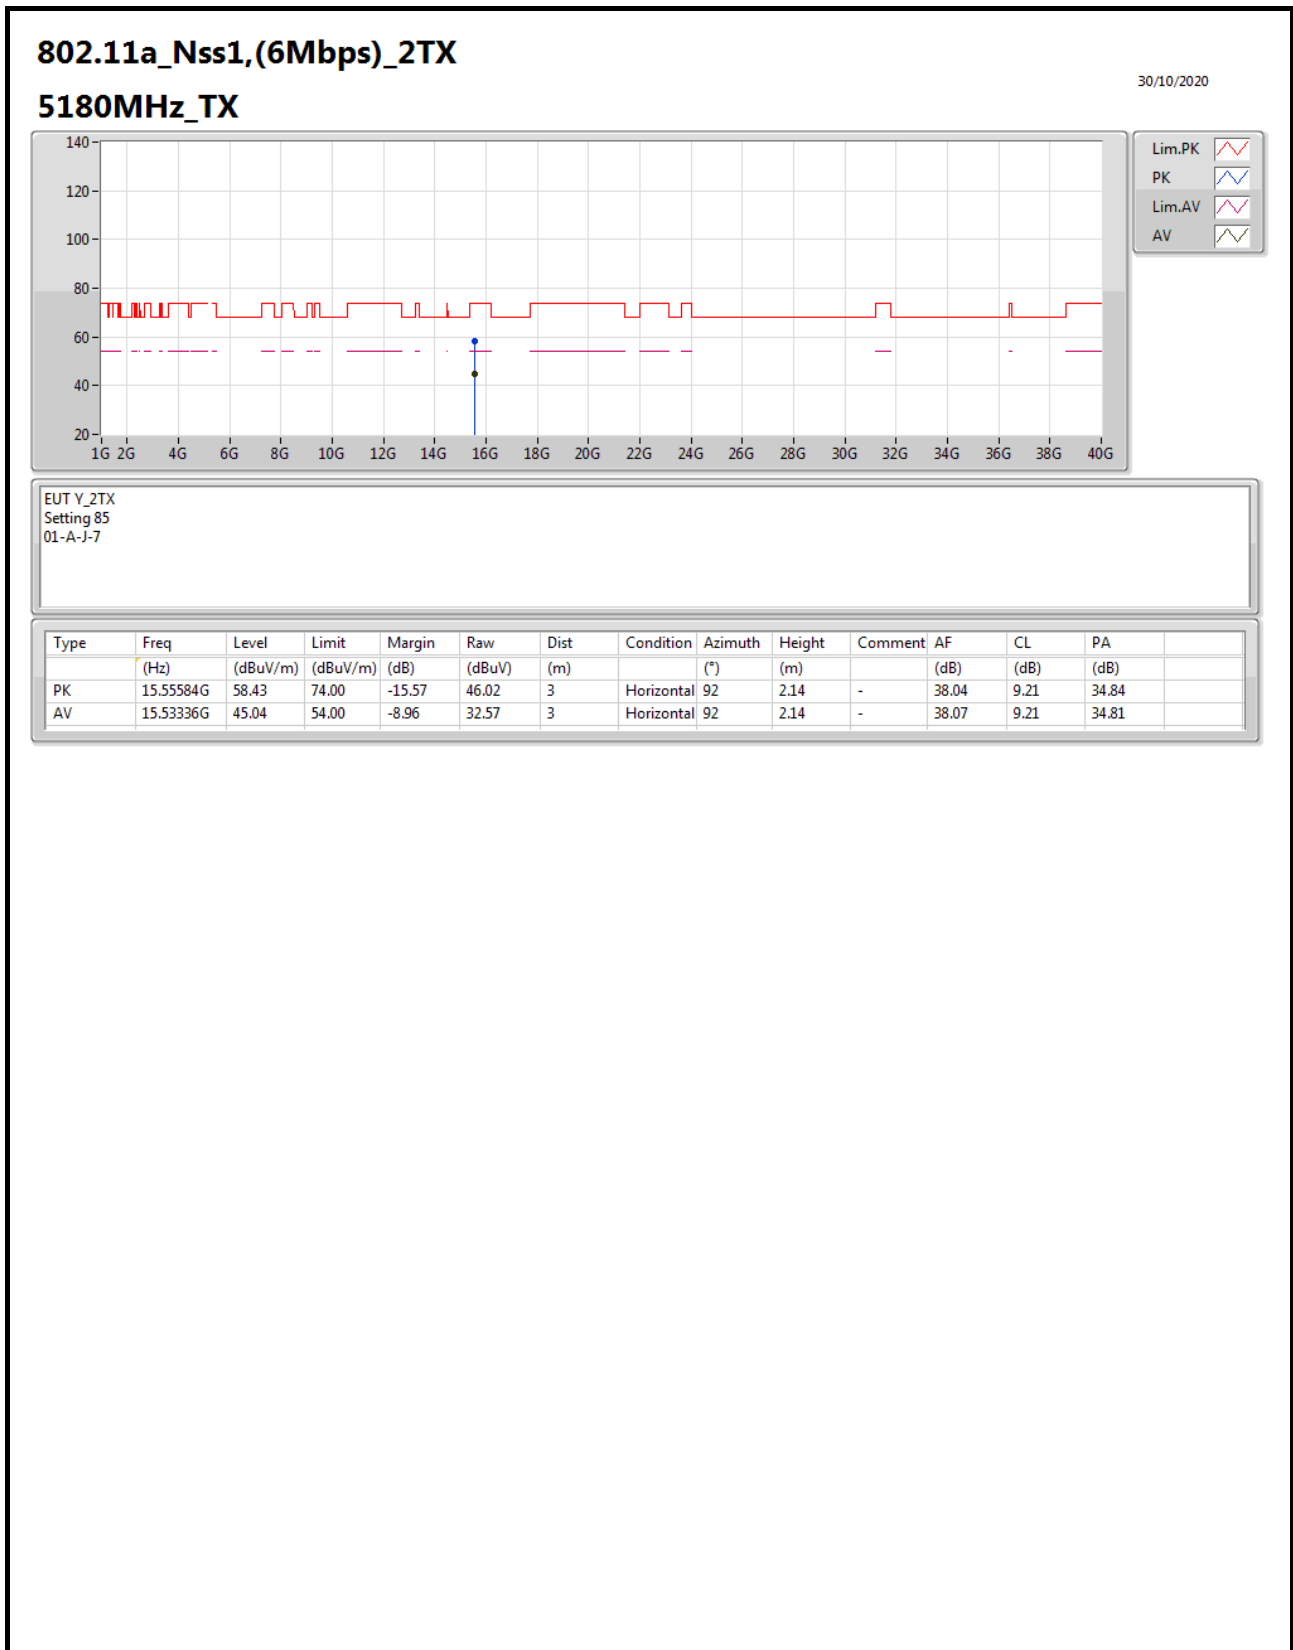 802.11a_Nss1,(6Mbps)_2TX
30/10/2020
5180MHz_TX
140
120
100
80
60
40
20
1G 2G 4G 6G 8G 10G 12G 14G 16G 18G 20G 22G 24G 26G 28G 30G 32G 34G 36G 38G 40G
Lim.PK
PK
Lim.AV
AV
EUT Y_2TX
Setting 85
01-A-J-7
Type Freq Level Limit Margin Raw Dist Condition Azimuth Height Comment AF CL PA
(Hz) (dBuV/m) (dBuV/m) (dB) (dBuV) (m) (°) (m) (dB) (dB) (dB)
PK 15.55584G 58.43 74.00 -15.57 46.02 3 Horizontal 92 2.14 - 38.04 9.21 34.84
AV 15.53336G 45.04 54.00 -8.96 32.57 3 Horizontal 92 2.14 - 38.07 9.21 34.81